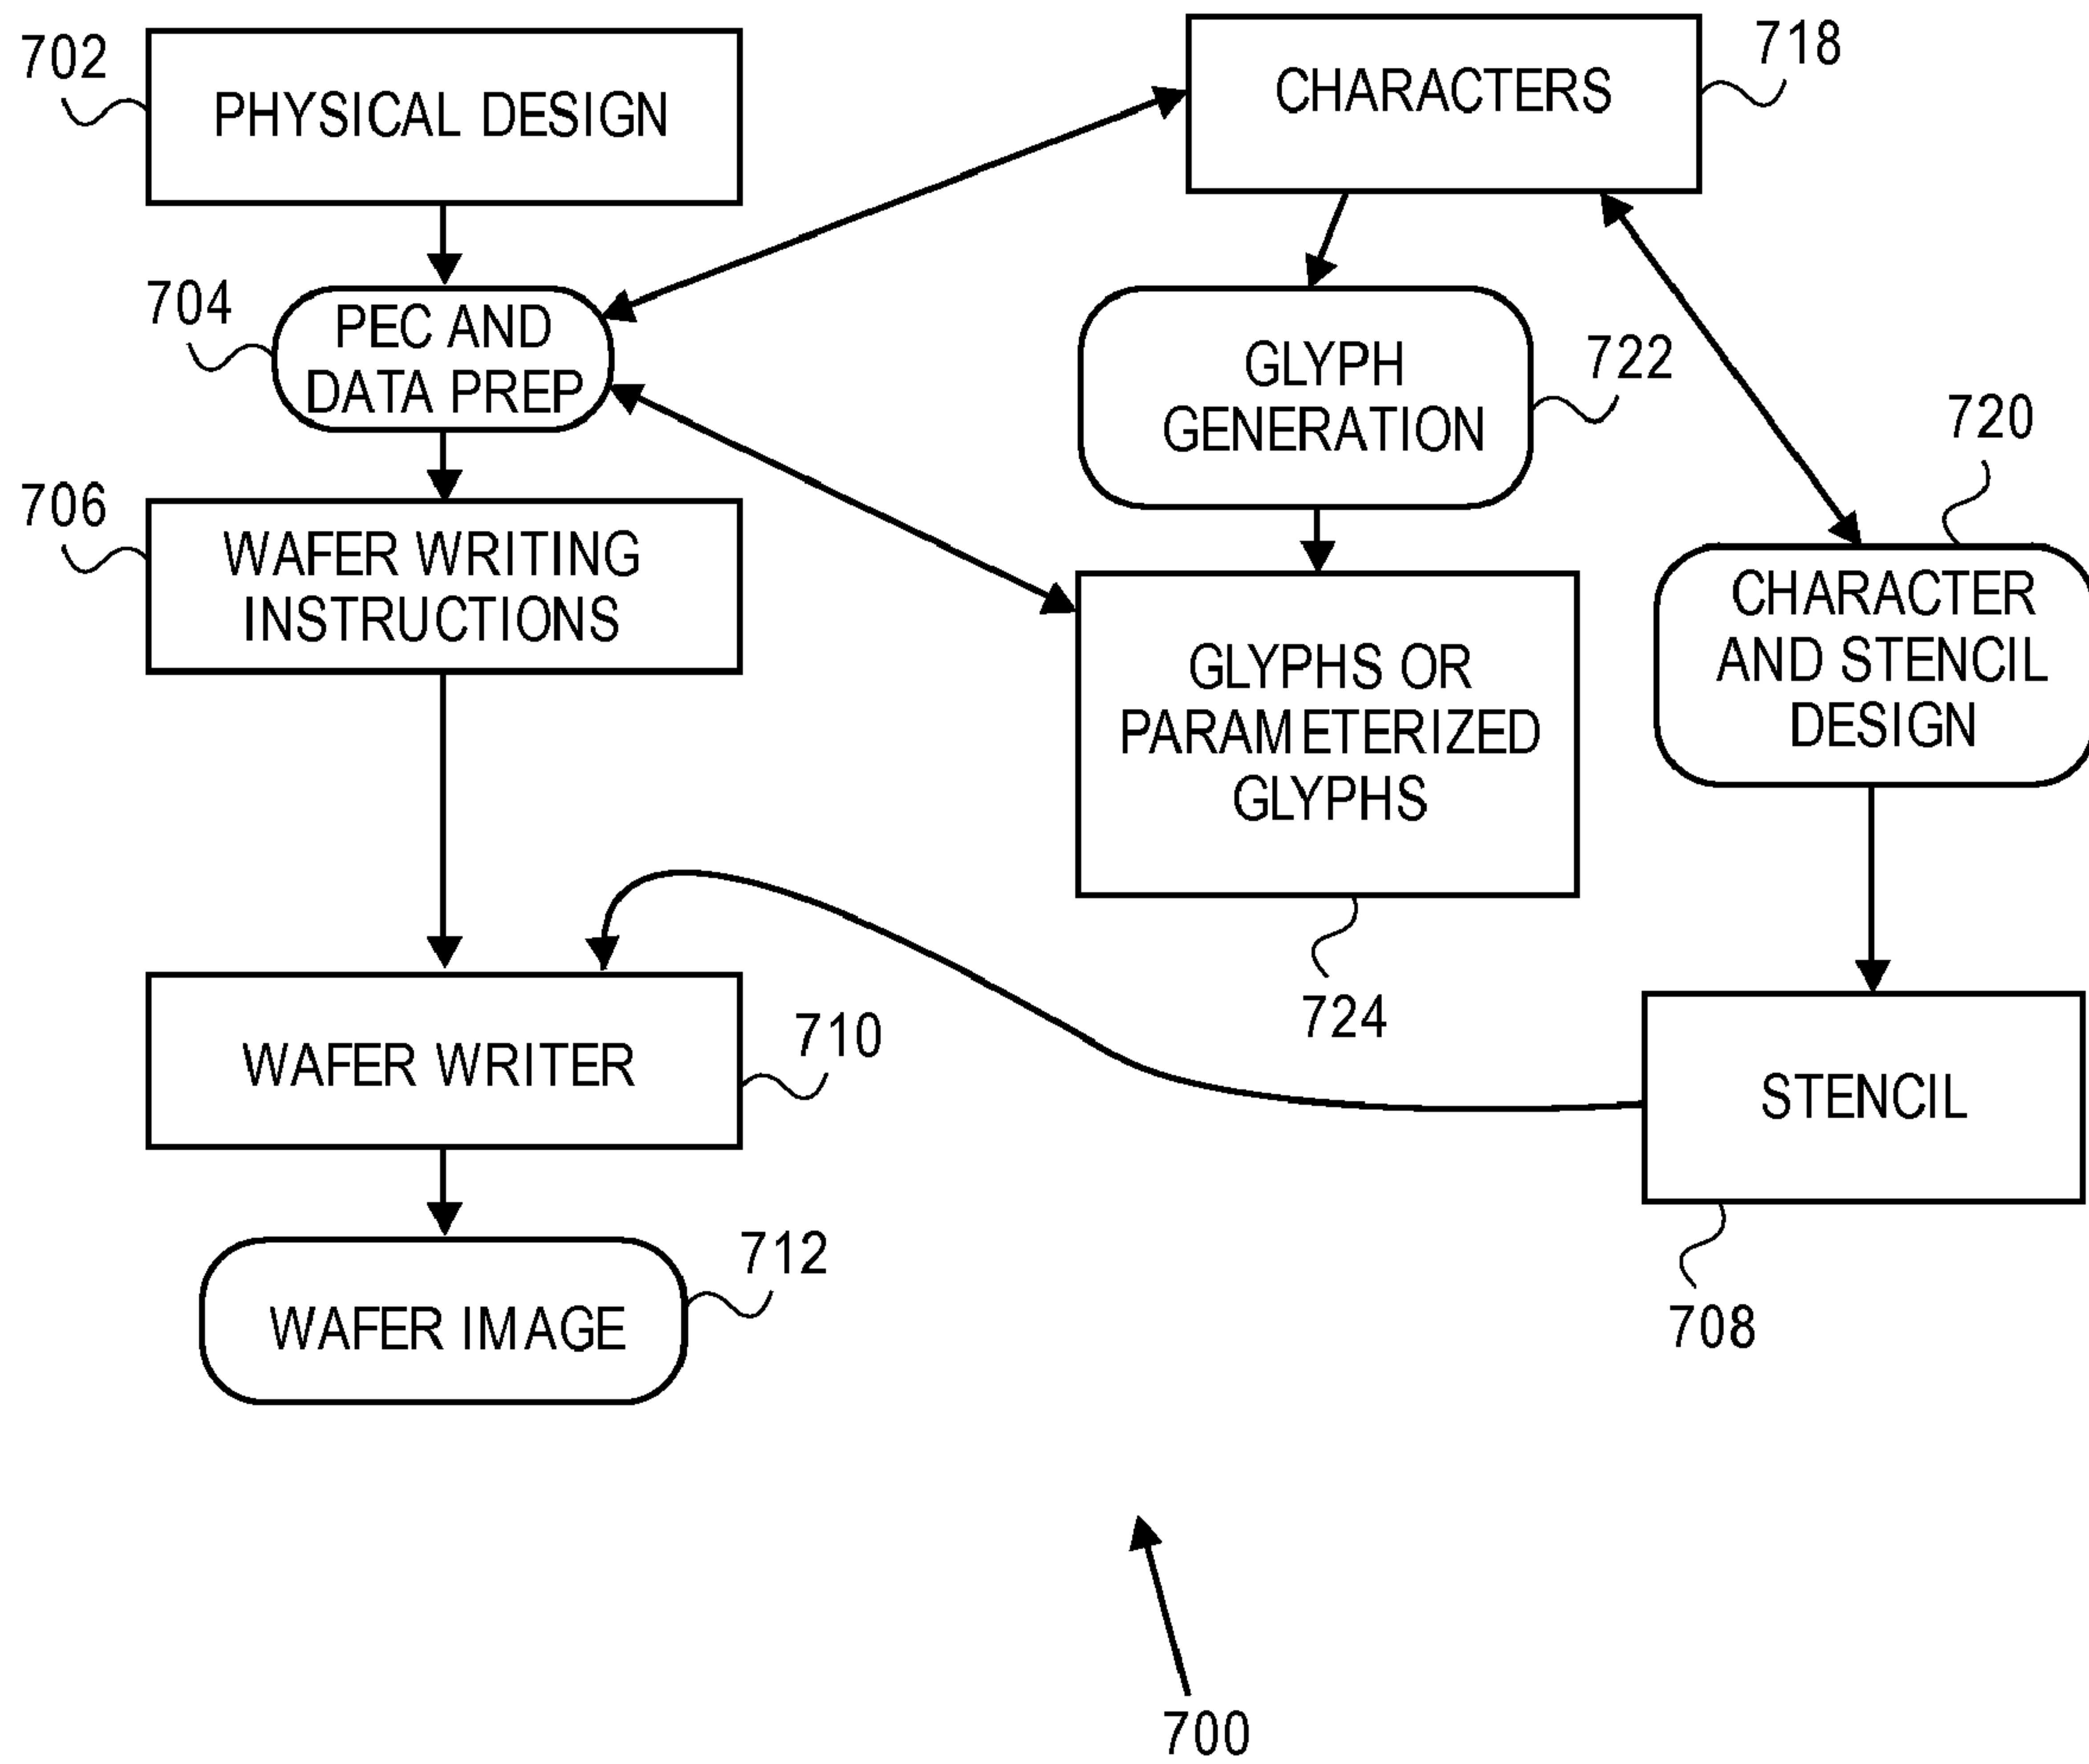 702
PHYSICAL DESIGN
CHARACTERS
718
704
PEC AND
DATA PREP
GLYPH
GENERATION
722
720
706
WAFER WRITING
INSTRUCTIONS
GLYPHS OR
PARAMETERIZED
GLYPHS
CHARACTER
AND STENCIL
DESIGN
WAFER WRITER
710
724
STENCIL
708
WAFER IMAGE
712
700